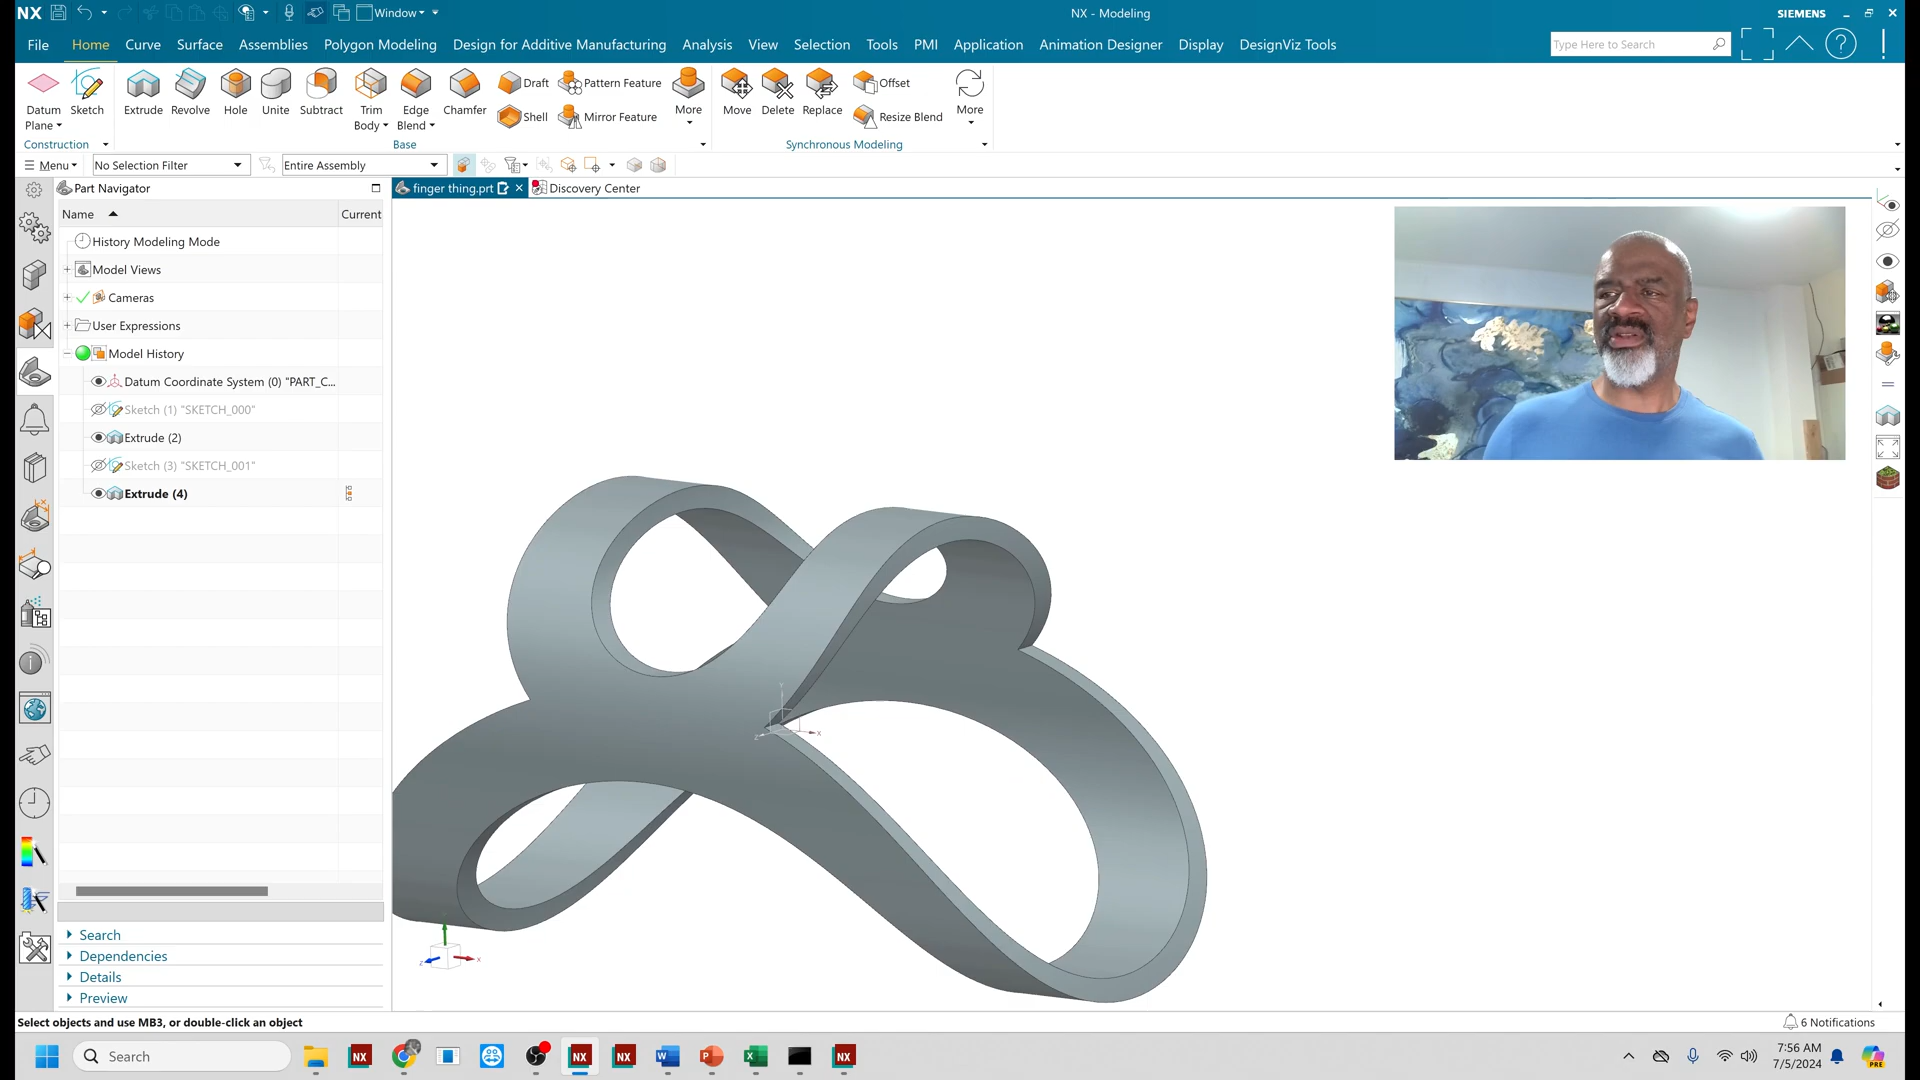 NX Window NX - Modeling SIEMENS
File Home Curve Surface Assemblies Polygon Modeling Design for Additive Manufacturing Analysis View Selection Tools PMI Application Animation Designer Display DesignViz Tools Type Here to Search
Datum Plane Sketch Extrude Revolve Hole Unite Subtract Trim Body Edge Blend Chamfer Draft Shell Pattern Feature Mirror Feature More Move Delete Replace Offset Resize Blend More
Construction Base Synchronous Modeling
Menu No Selection Filter Entire Assembly
Part Navigator finger thing.prt Discovery Center
Name Current
History Modeling Mode
Model Views
Cameras
User Expressions
Model History
Datum Coordinate System (0) "PART_C...
Sketch (1) "SKETCH_000"
Extrude (2)
Sketch (3) "SKETCH_001"
Extrude (4)
Y
Z X
Z X
Search
Dependencies
Details
Preview
Select objects and use MB3, or double-click an object 6 Notifications
Search NX NX NX NX 7:56 AM
7/5/2024 PRE